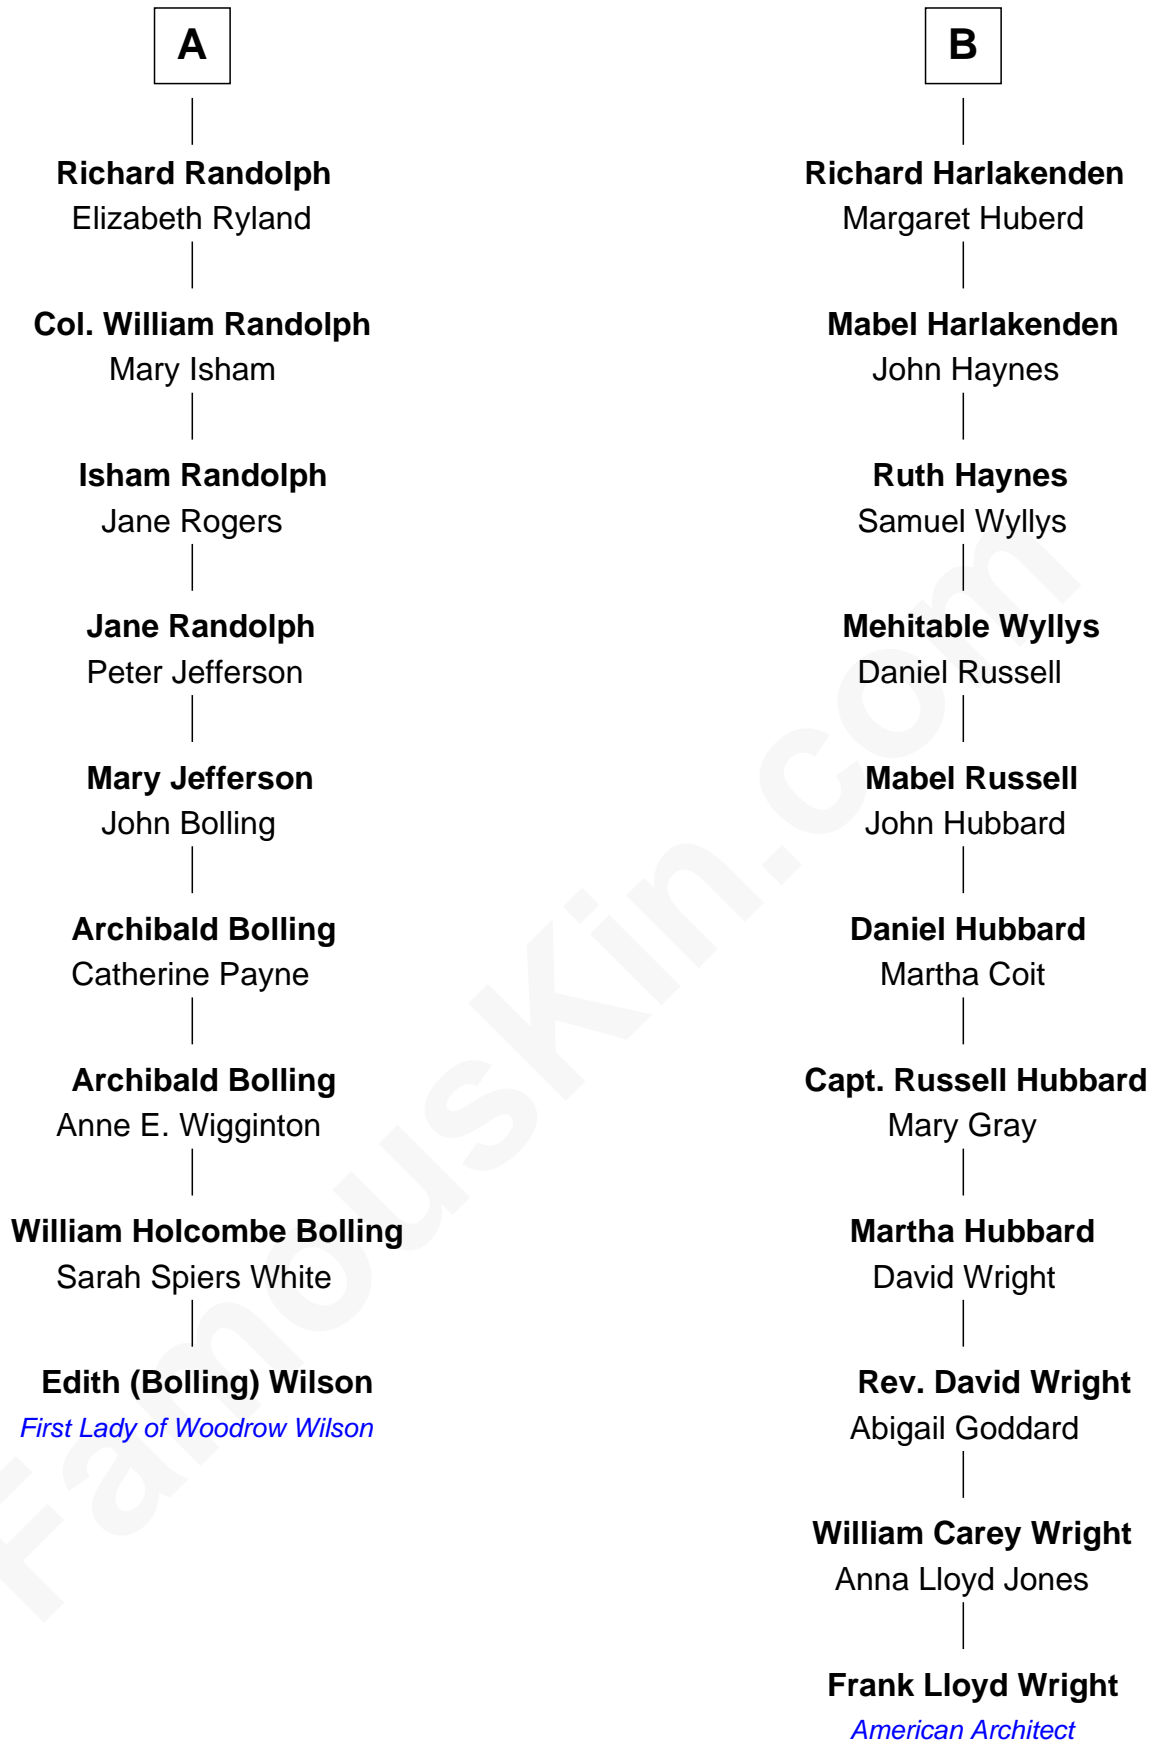 A
Richard Randolph
Elizabeth Ryland
Col. William Randolph
Mary Isham
Isham Randolph
Jane Rogers
Jane Randolph
Peter Jefferson
Mary Jefferson
John Bolling
Archibald Bolling
Catherine Payne
Archibald Bolling
Anne E. Wigginton
William Holcombe Bolling
Sarah Spiers White
Edith (Bolling) Wilson
First Lady of Woodrow Wilson
B
Richard Harlakenden
Margaret Huberd
Mabel Harlakenden
John Haynes
Ruth Haynes
Samuel Wyllys
Mehitable Wyllys
Daniel Russell
Mabel Russell
John Hubbard
Daniel Hubbard
Martha Coit
Capt. Russell Hubbard
Mary Gray
Martha Hubbard
David Wright
Rev. David Wright
Abigail Goddard
William Carey Wright
Anna Lloyd Jones
Frank Lloyd Wright
American Architect
FamousKin.com